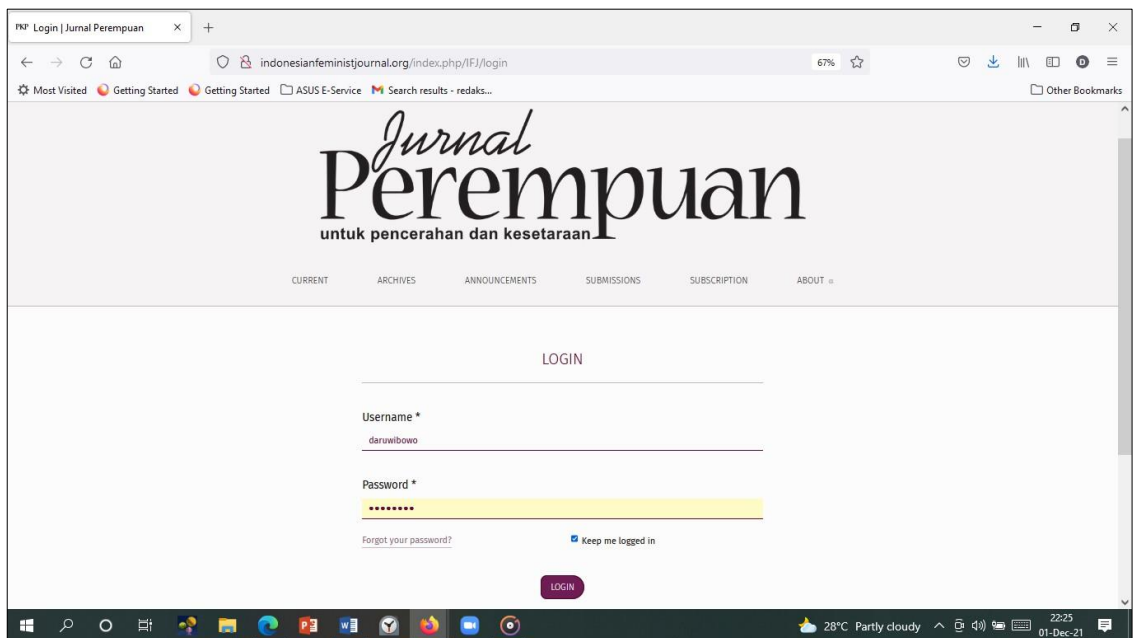 PKP Login | Jurnal Perempuan
indonesianfeministjournal.org/index.php/IFJ/login
67%
Most Visited Getting Started Getting Started ASUS E-Service Search results - redaks... Other Bookmarks
Jurnal
Perempuan
untuk pencerahan dan kesetaraan
CURRENT ARCHIVES ANNOUNCEMENTS SUBMISSIONS SUBSCRIPTION ABOUT
LOGIN
Username *
daruwibowo
Password *
••••••••
Forgot your password? Keep me logged in
LOGIN
28°C Partly cloudy 22:25
01-Dec-21